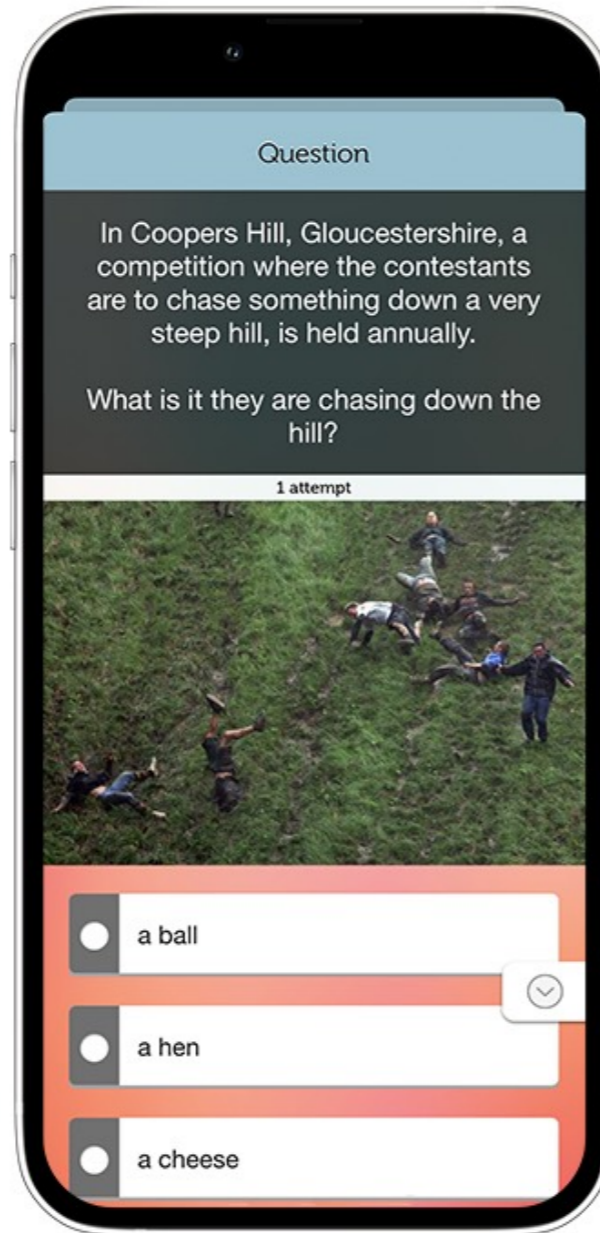 Question
In Coopers Hill, Gloucestershire, a
competition where the contestants
are to chase something down a very
steep hill, is held annually.
What is it they are chasing down the
hill?
1 attempt
a ball
a hen
a cheese